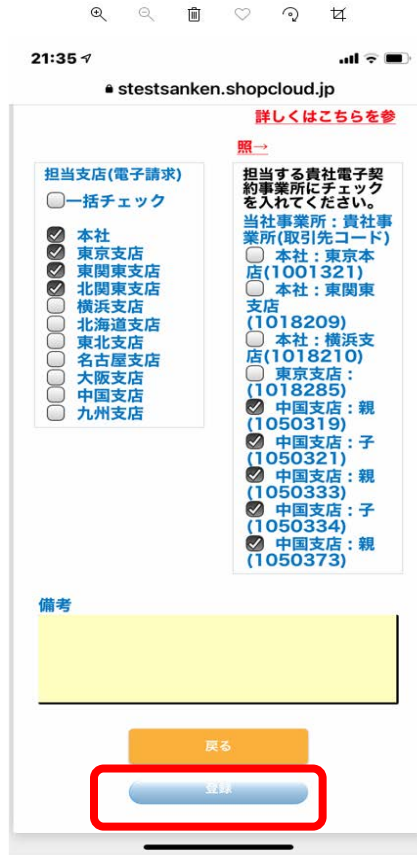 21:35
stestsanken.shopcloud.jp
詳しくはこちらを参
照→
担当支店(電子請求)
一括チェック
本社
東京支店
東関東支店
北関東支店
横浜支店
北海道支店
東北支店
名古屋支店
大阪支店
中国支店
九州支店
担当する貴社電子契
約事業所にチェック
を入れてください。
当社事業所：貴社事
業所(取引先コード)
本社：東京本
店(1001321)
本社：東関東
支店
(1018209)
本社：横浜支
店(1018210)
東京支店：
(1018285)
中国支店：親
(1050319)
中国支店：子
(1050321)
中国支店：親
(1050333)
中国支店：子
(1050334)
中国支店：親
(1050373)
備考
戻る
登録